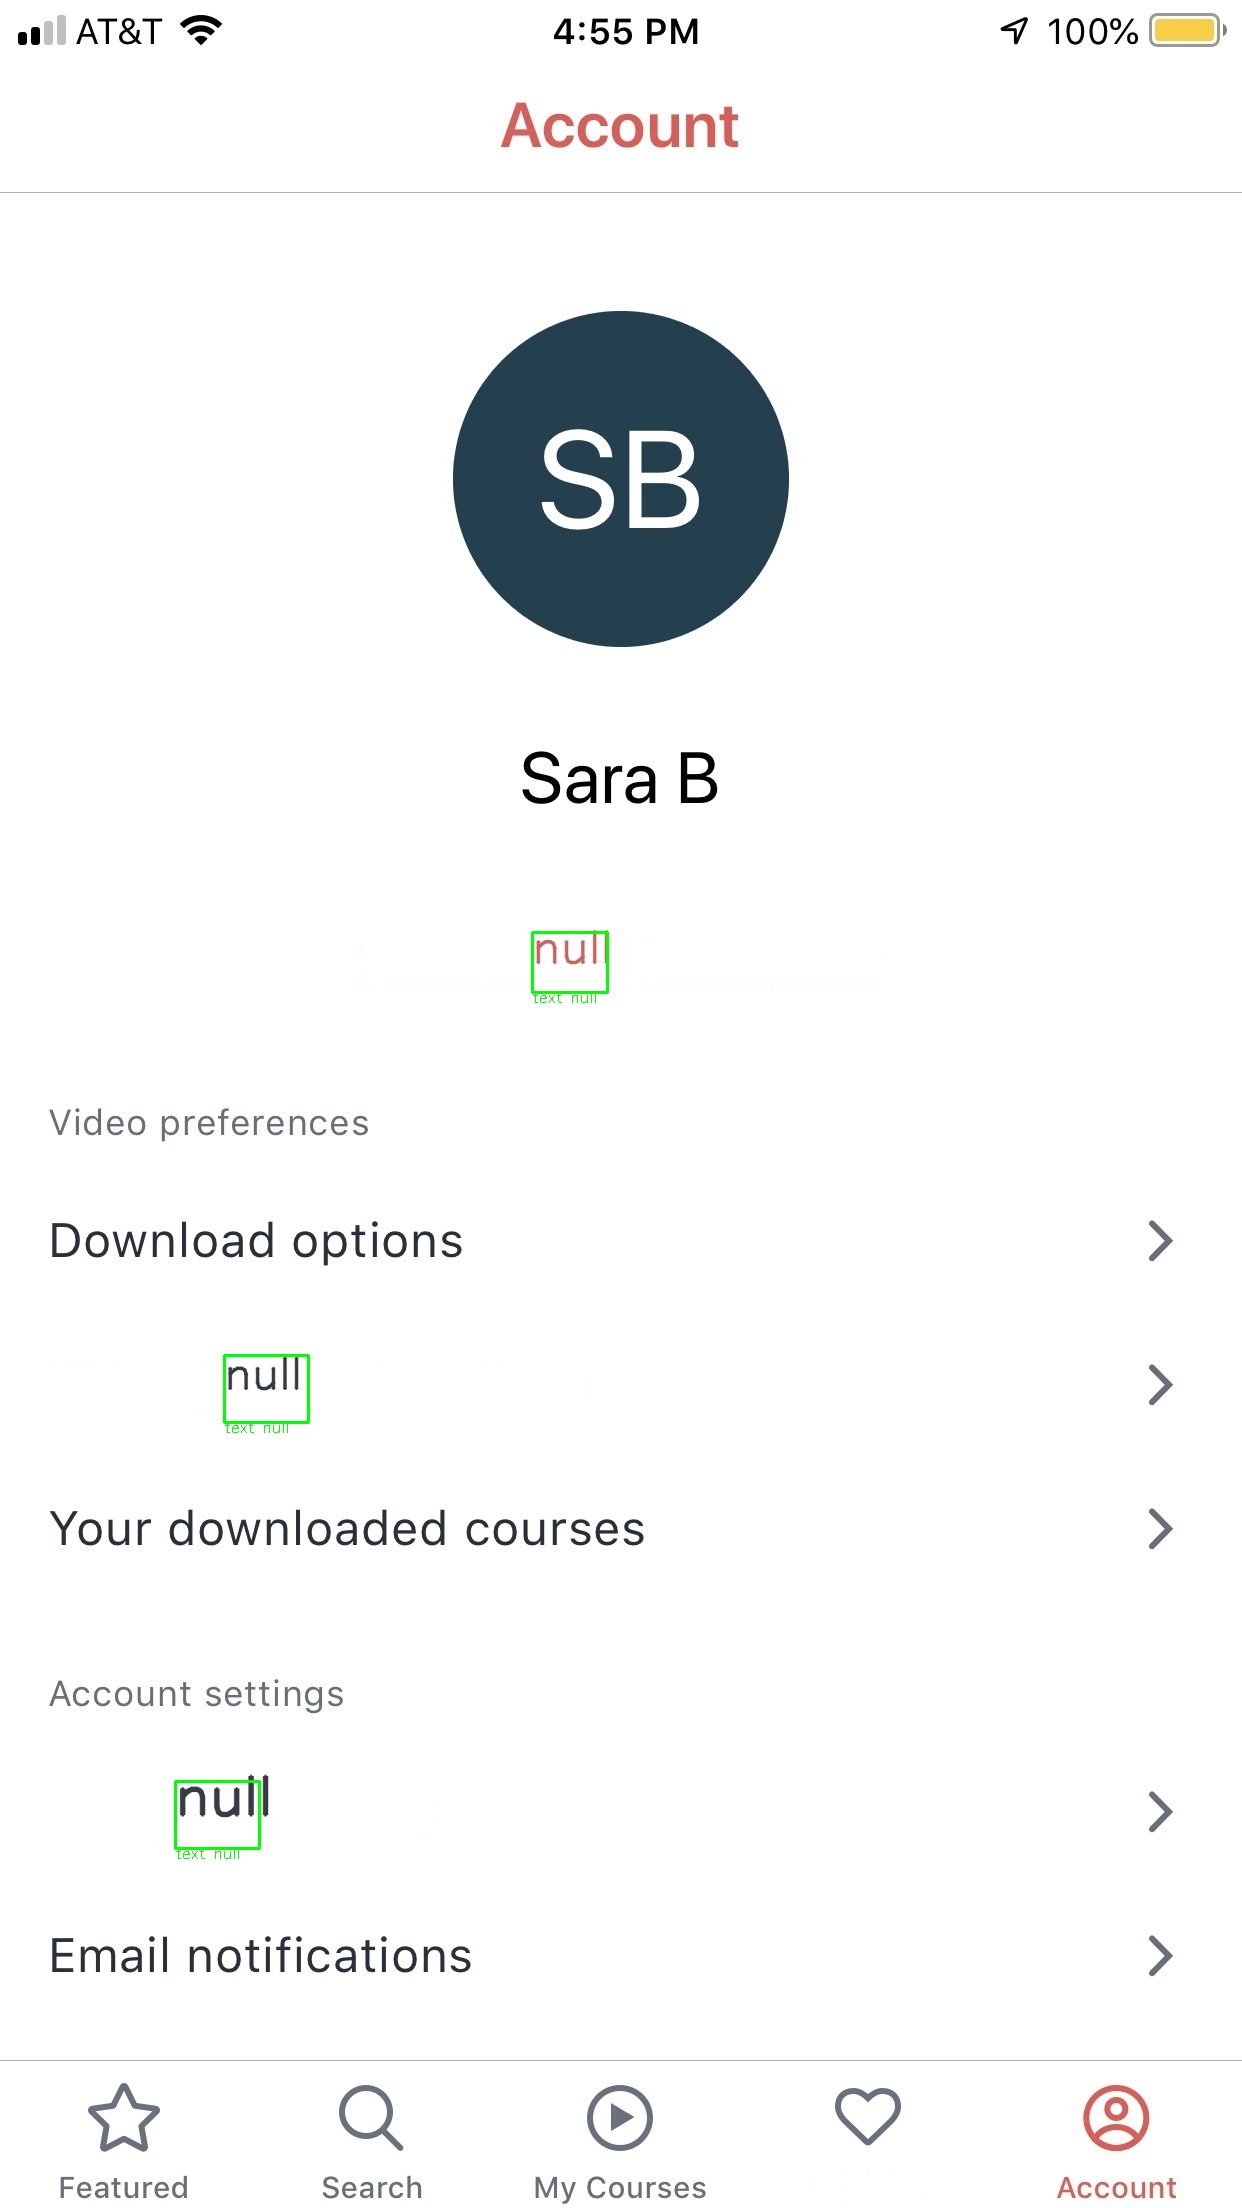 AT&T 4:55 PM 100%
Account
SB
Sara B
null
text null
Video preferences
Download options
null
text null
Your downloaded courses
Account settings
null
text null
Email notifications
Featured Search My Courses Account